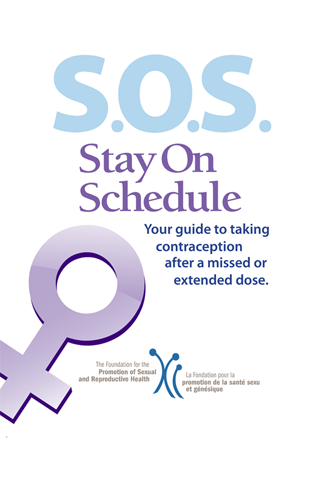 S.O.S.
Stay On
Schedule
Your guide to taking
contraception
after a missed or
extended dose.
The Foundation for the
Promotion of Sexual
and Reproductive Health
La Fondation pour la
promotion de la santé sexu
et génésique